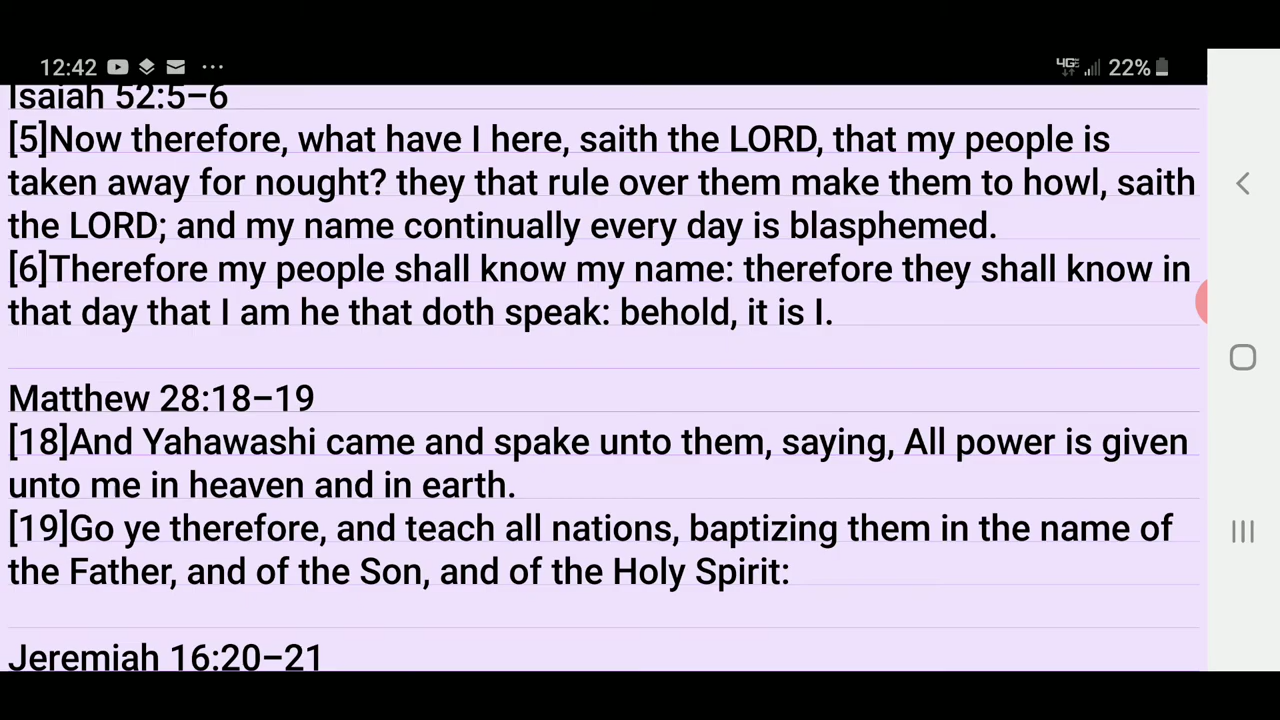 12:42 ... 4GE 22%
Isaiah 52:5–6
[5]Now therefore, what have I here, saith the LORD, that my people is
taken away for nought? they that rule over them make them to howl, saith
the LORD; and my name continually every day is blasphemed.
[6]Therefore my people shall know my name: therefore they shall know in
that day that I am he that doth speak: behold, it is I.
Matthew 28:18–19
[18]And Yahawashi came and spake unto them, saying, All power is given
unto me in heaven and in earth.
[19]Go ye therefore, and teach all nations, baptizing them in the name of
the Father, and of the Son, and of the Holy Spirit:
Jeremiah 16:20–21